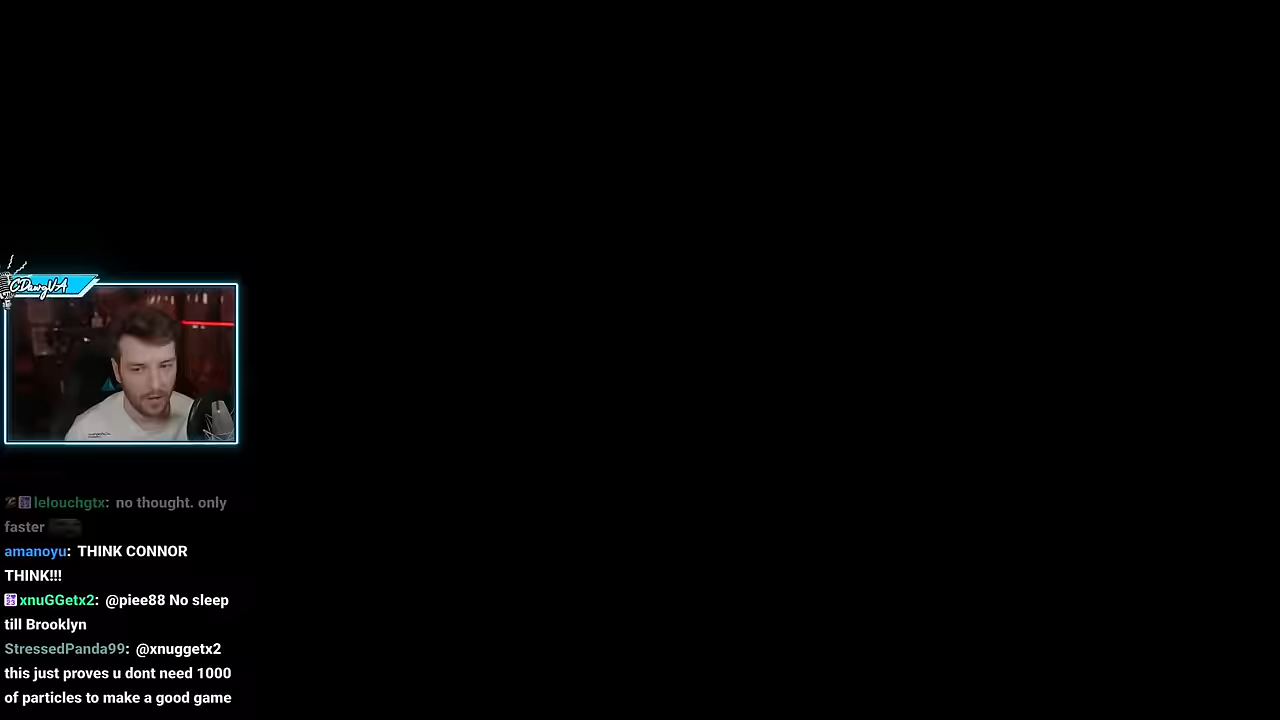 CDawgVA
lelouchgtx: no thought. only
faster
amanoyu: THINK CONNOR
THINK!!!
xnuGGetx2: @piee88 No sleep
till Brooklyn
StressedPanda99: @xnuggetx2
this just proves u dont need 1000
of particles to make a good game